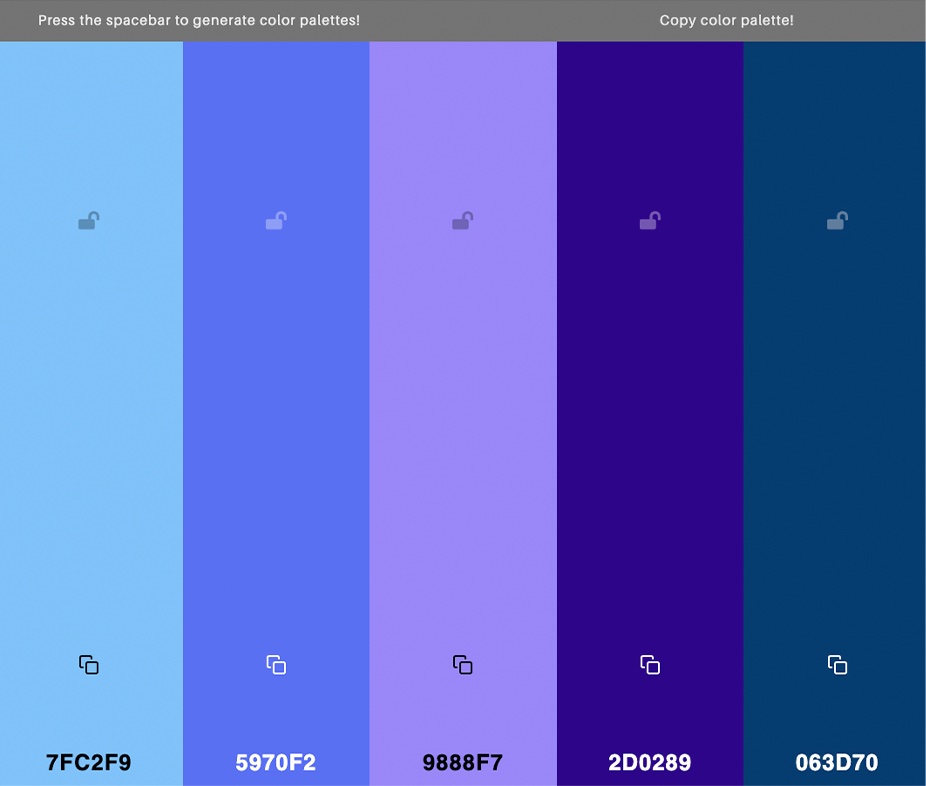 Press the spacebar to generate color palettes!
Copy color palette!
7FC2F9
5970F2
9888F7
2D0289
063D70